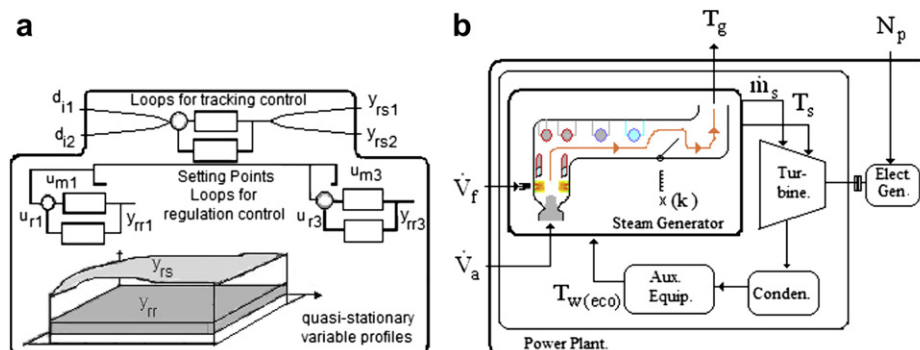 a
Loops for tracking control
d_i1
d_i2
y_rs1
y_rs2
Setting Points
Loops for
regulation control
u_m1
u_r1
y_rr1
u_m3
u_r3
y_rr3
t
y_rs
y_rr
quasi-stationary
variable profiles
b
T_g
N_p
ṁ_s
T_s
V̇_f
V̇_a
x(k)
Steam Generator
Tur-
bine.
Elect
Gen.
T_w(eco)
Aux.
Equip.
Conden.
Power Plant.